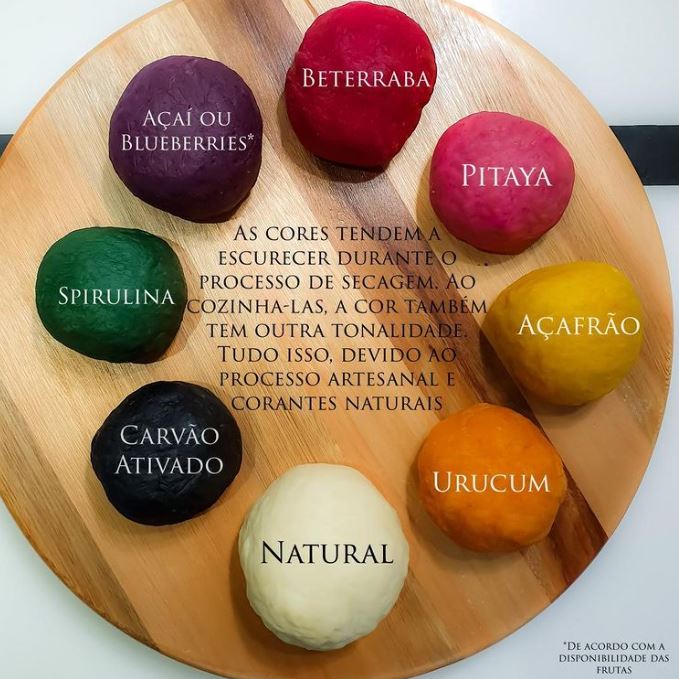 Beterraba
Açaí ou
Blueberries*
Pitaya
As cores tendem a
escurecer durante o
processo de secagem. Ao
cozinha-las, a cor também
tem outra tonalidade.
Tudo isso, devido ao
processo artesanal e
corantes naturais
Spirulina
Açafrão
Carvão
Ativado
Urucum
Natural
*De acordo com a
disponibilidade das
frutas